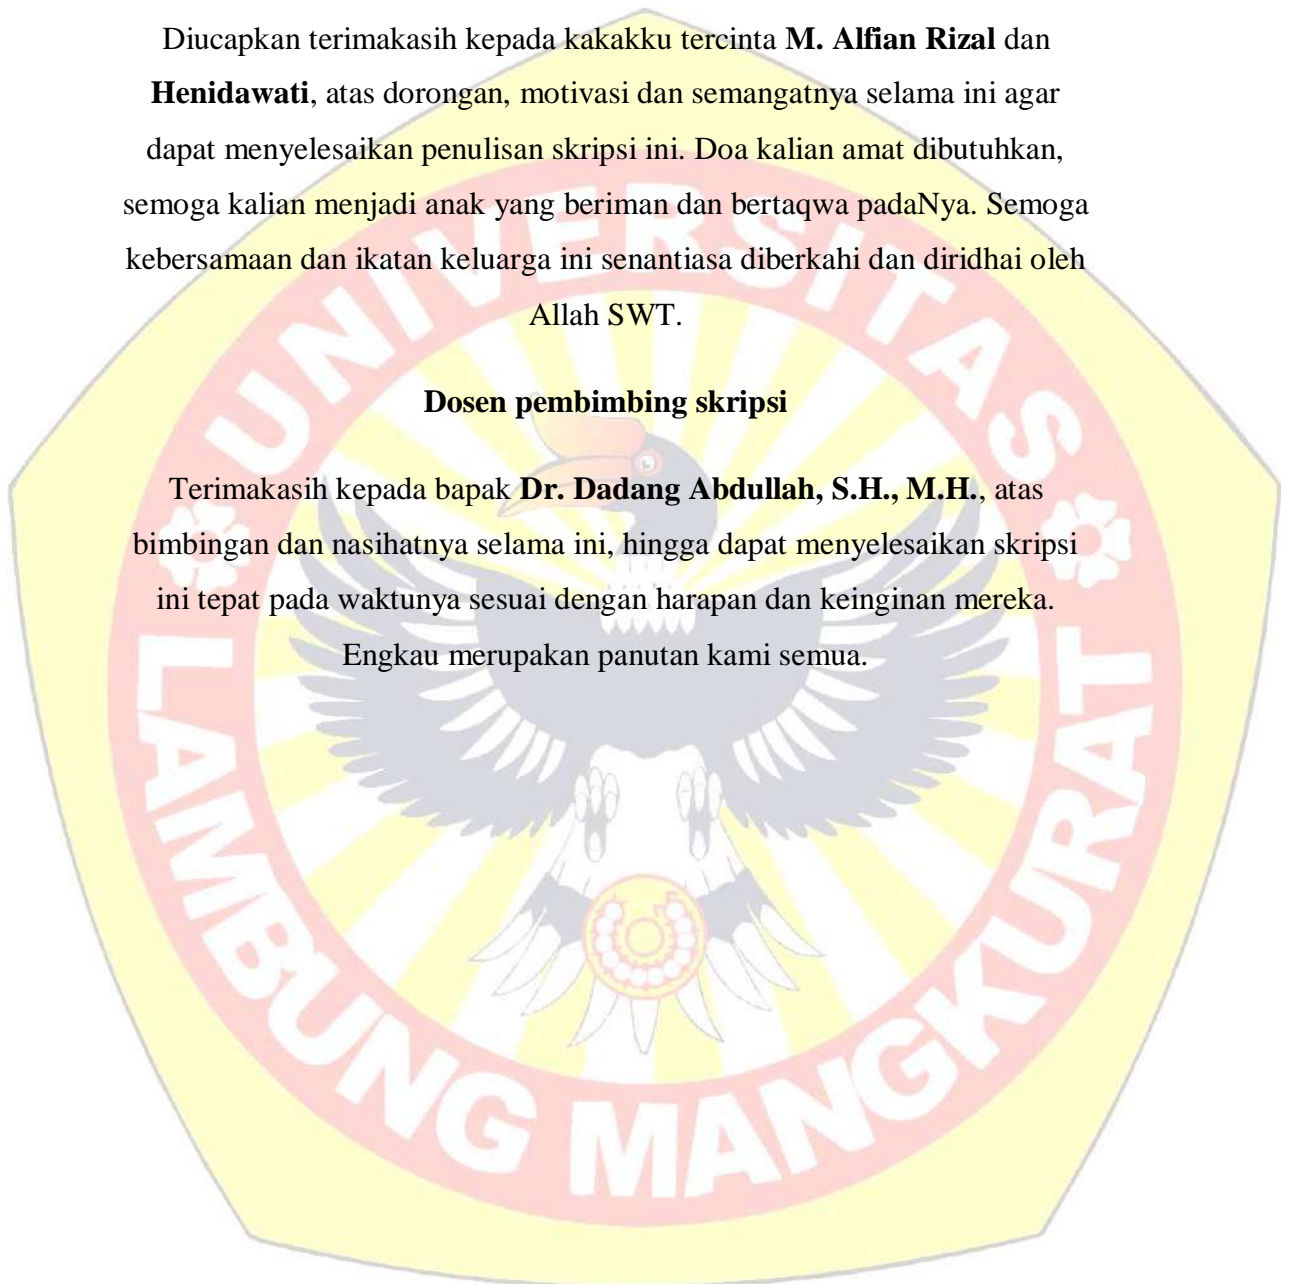 Diucapkan terimakasih kepada kakakku tercinta M. Alfian Rizal dan
Henidawati, atas dorongan, motivasi dan semangatnya selama ini agar
dapat menyelesaikan penulisan skripsi ini. Doa kalian amat dibutuhkan,
semoga kalian menjadi anak yang beriman dan bertaqwa padaNya. Semoga
kebersamaan dan ikatan keluarga ini senantiasa diberkahi dan diridhai oleh
Allah SWT.
Dosen pembimbing skripsi
Terimakasih kepada bapak Dr. Dadang Abdullah, S.H., M.H., atas
bimbingan dan nasihatnya selama ini, hingga dapat menyelesaikan skripsi
ini tepat pada waktunya sesuai dengan harapan dan keinginan mereka.
Engkau merupakan panutan kami semua.
UNIVERSITAS
LAMBUNG MANGKURAT